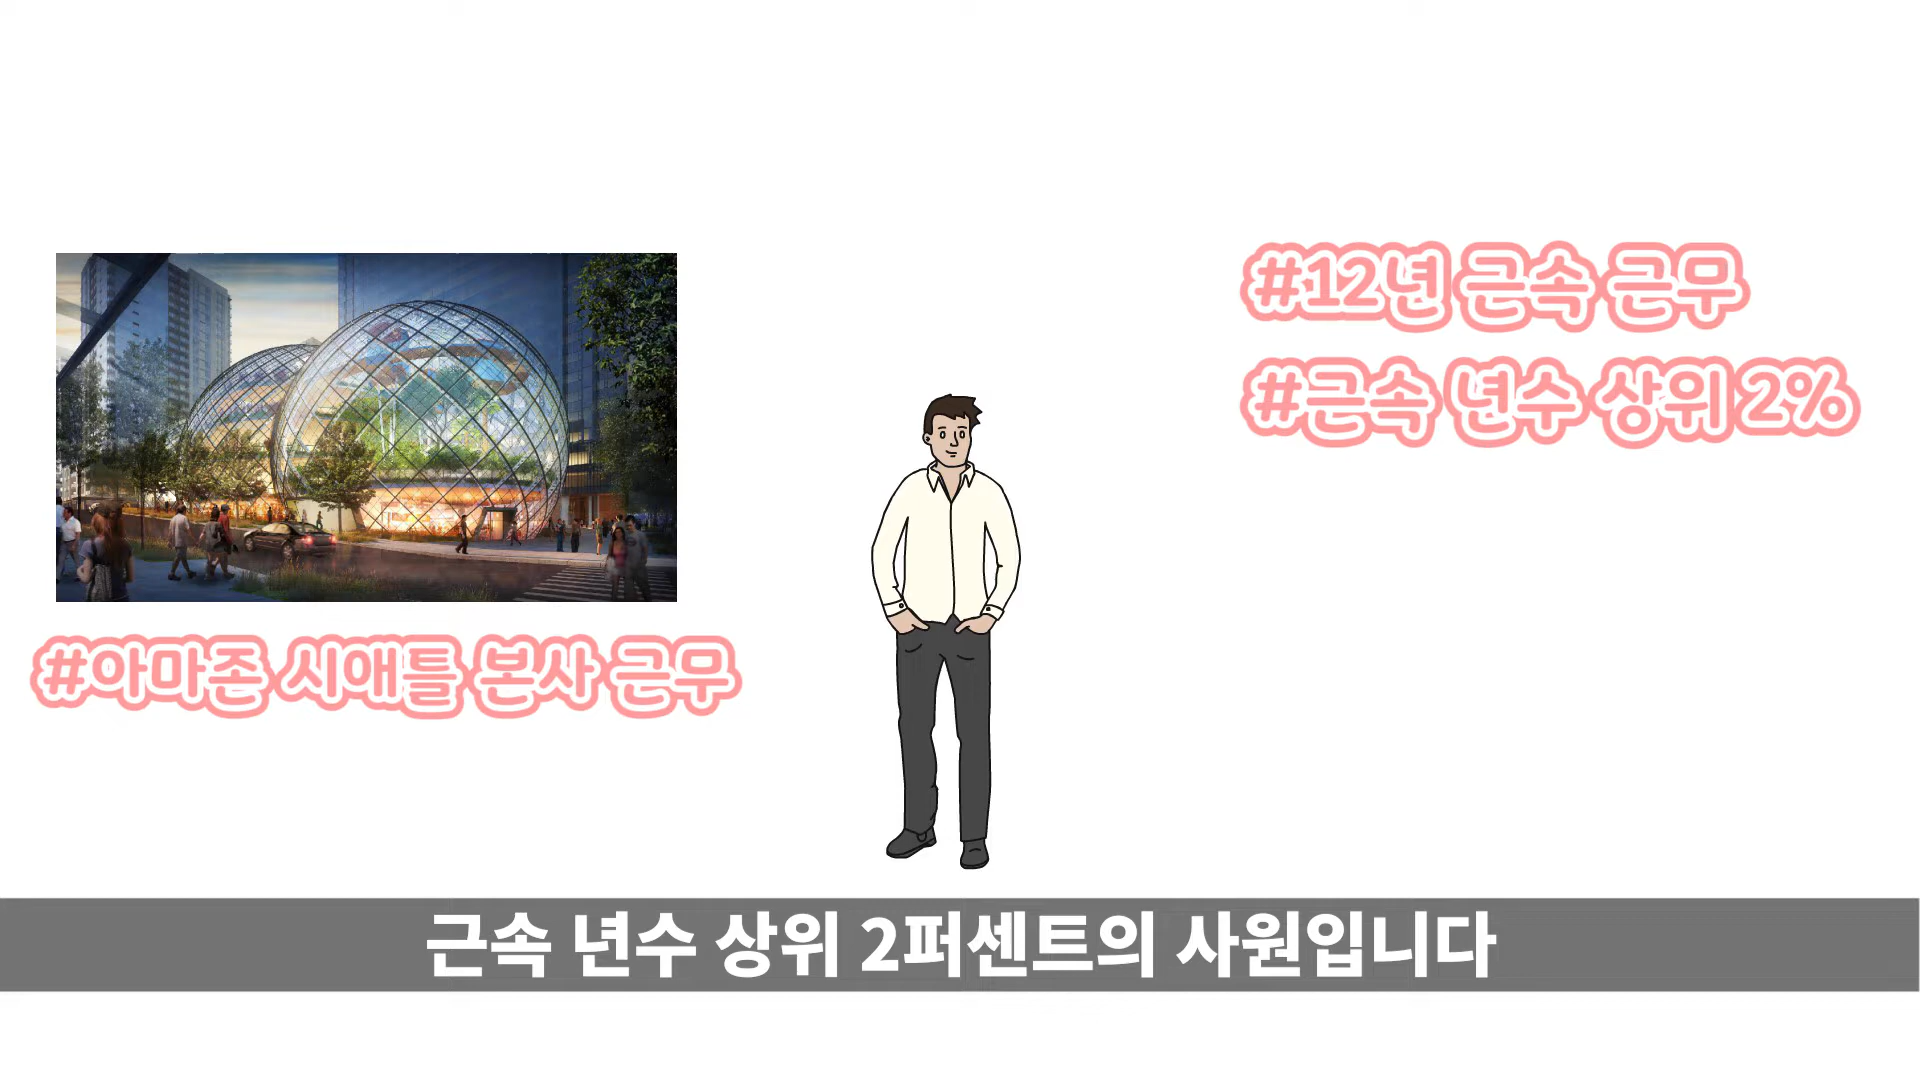 #12년 근속 근무
#근속 년수 상위 2%
#아마존 시애틀 본사 근무
근속 년수 상위 2퍼센트의 사원입니다